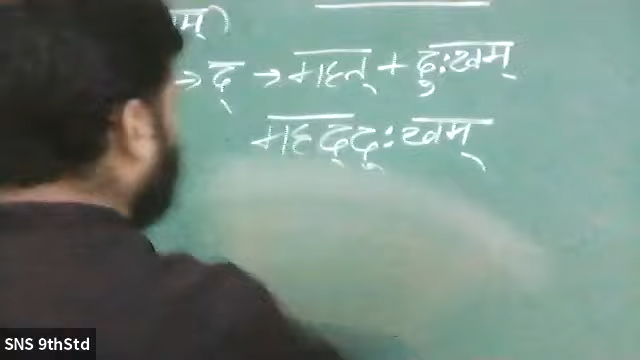 म्)
→ द् → महत् + दुःखम्
महद्दुःखम्
SNS 9thStd